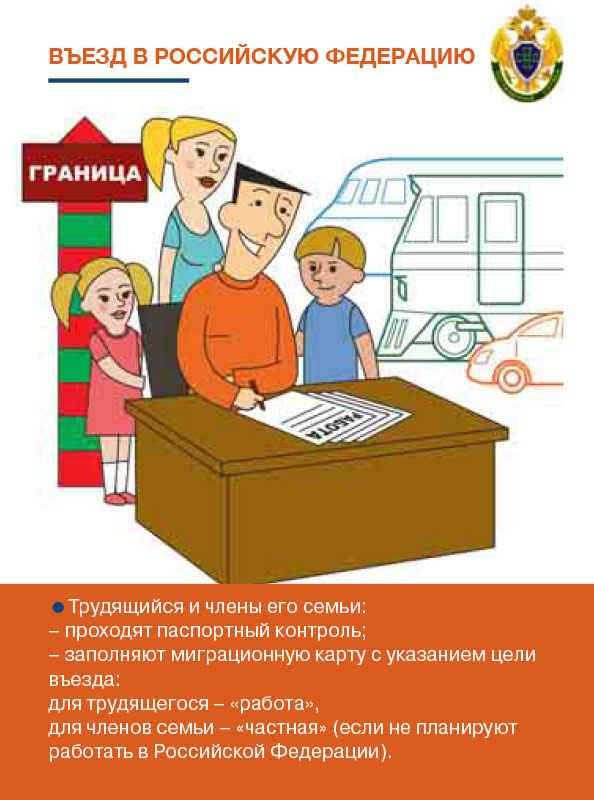 ВЪЕЗД В РОССИЙСКУЮ ФЕДЕРАЦИЮ
ГРАНИЦА
РАБОТА
Трудящийся и члены его семьи:
– проходят паспортный контроль;
– заполняют миграционную карту с указанием цели
въезда:
для трудящегося – «работа»,
для членов семьи – «частная» (если не планируют
работать в Российской Федерации).